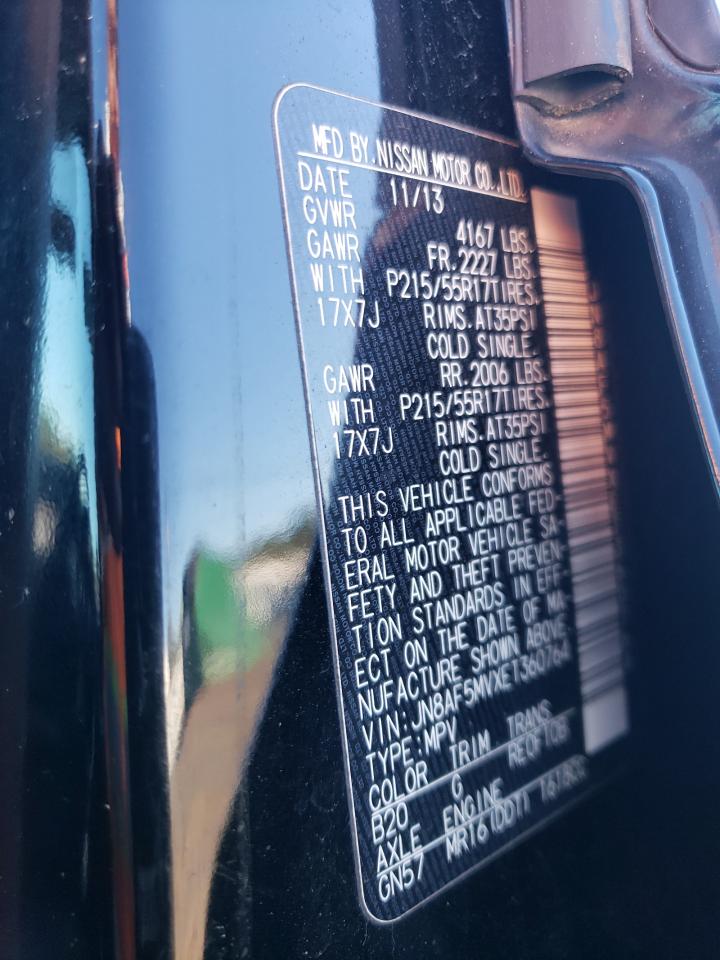 MFD BY.NISSAN MOTOR CO.,LTD.
DATE 11/13
GVWR 4167 LBS.
GAWR FR.2227 LBS.
WITH P215/55R17TIRES.
17X7J RIMS.AT35PSI
COLD SINGLE.
GAWR RR.2006 LBS.
WITH P215/55R17TIRES.
17X7J RIMS.AT35PSI
COLD SINGLE.
THIS VEHICLE CONFORMS
TO ALL APPLICABLE FED-
ERAL MOTOR VEHICLE SA-
FETY AND THEFT PREVEN-
TION STANDARDS IN EFF-
ECT ON THE DATE OF MA-
NUFACTURE SHOWN ABOVE
VIN:JN8AF5MVXET360764
TYPE:MPV
COLOR TRIM TRANS
B20 G
AXLE ENGINE
GN57 MR16(DDT) 1618CC